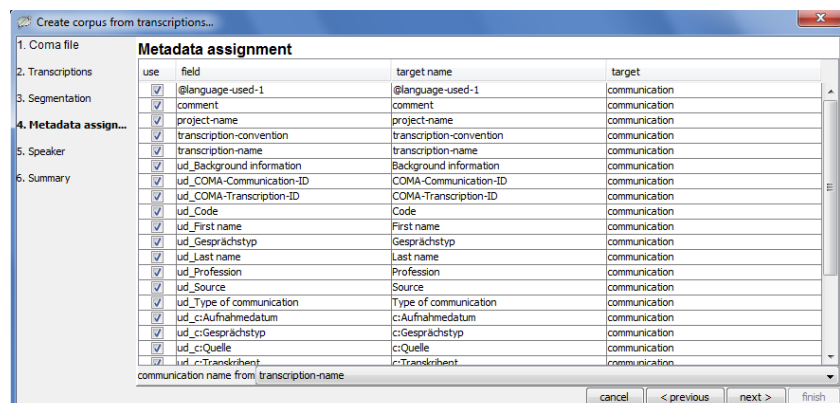 Create corpus from transcriptions...
x
1. Coma file
2. Transcriptions
3. Segmentation
4. Metadata assign...
5. Speaker
6. Summary
Metadata assignment
use field target name target
@language-used-1 @language-used-1 communication
comment comment communication
project-name project-name communication
transcription-convention transcription-convention communication
transcription-name transcription-name communication
ud_Background information Background information communication
ud_COMA-Communication-ID COMA-Communication-ID communication
ud_COMA-Transcription-ID COMA-Transcription-ID communication
ud_Code Code communication
ud_First name First name communication
ud_Gesprächstyp Gesprächstyp communication
ud_Last name Last name communication
ud_Profession Profession communication
ud_Source Source communication
ud_Type of communication Type of communication communication
ud_c:Aufnahmedatum c:Aufnahmedatum communication
ud_c:Gesprächstyp c:Gesprächstyp communication
ud_c:Quelle c:Quelle communication
ud_c:Transkribent c:Transkribent communication
communication name from transcription-name
cancel < previous next > finish